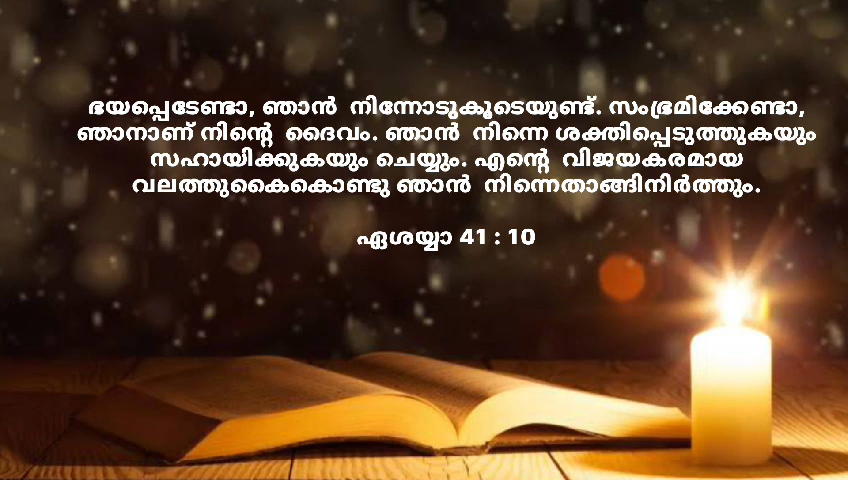 ഭയപ്പെടേണ്ടാ, ഞാൻ നിന്നോടുകൂടെയുണ്ട്. സംഭ്രമിക്കേണ്ടാ,
ഞാനാണ് നിന്റെ ദൈവം. ഞാൻ നിന്നെ ശക്തിപ്പെടുത്തുകയും
സഹായിക്കുകയും ചെയ്യും. എന്റെ വിജയകരമായ
വലത്തുകൈകൊണ്ടു ഞാൻ നിന്നെതാങ്ങിനിർത്തും.
ഏശയ്യാ 41 : 10